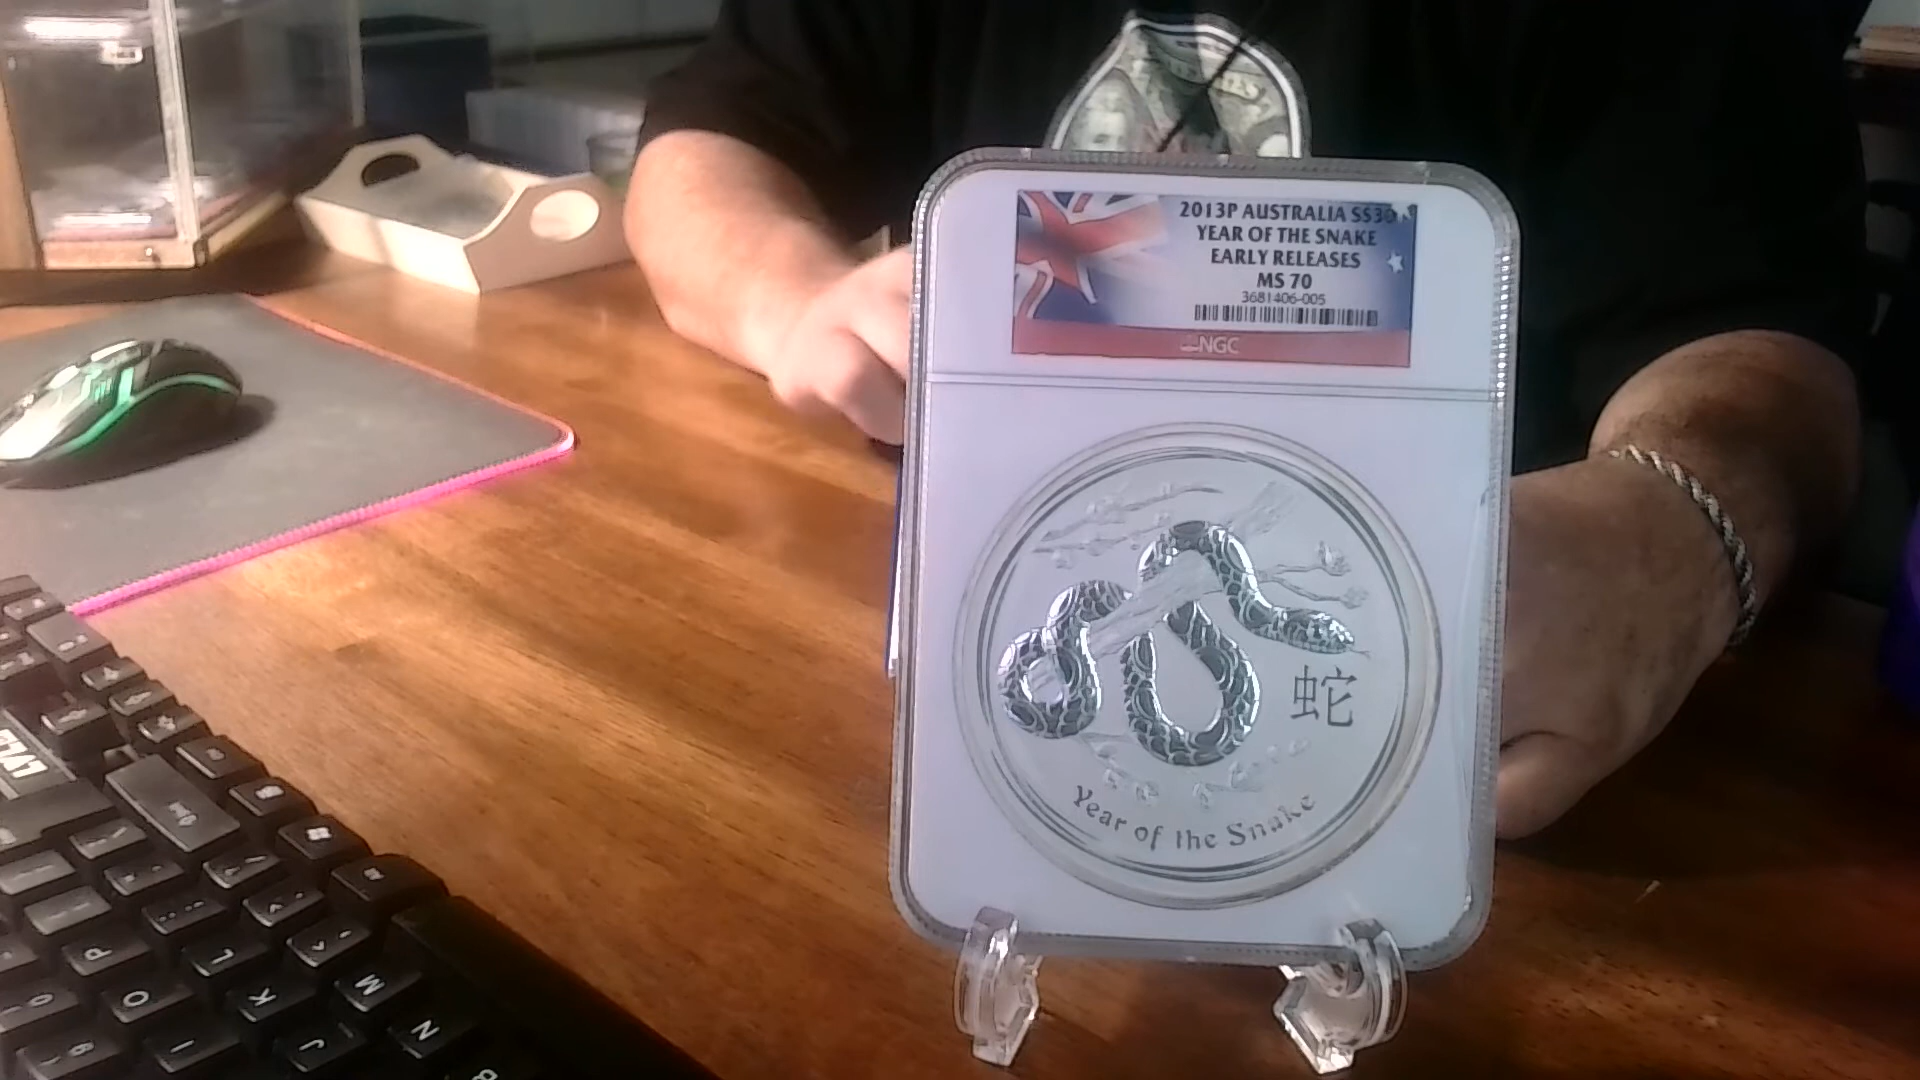 2013P AUSTRALIA S$30
YEAR OF THE SNAKE
EARLY RELEASES
MS 70
3681406-005
NGC
蛇
Year of the Snake
P
O
I
L
K
J
M
N
B